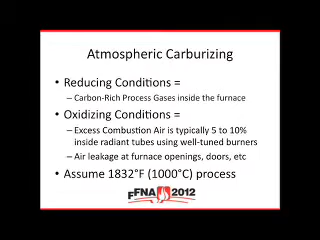 Atmospheric Carburizing
• Reducing Conditions =
– Carbon-Rich Process Gases inside the furnace
• Oxidizing Conditions =
– Excess Combustion Air is typically 5 to 10%
inside radiant tubes using well-tuned burners
– Air leakage at furnace openings, doors, etc
• Assume 1832°F (1000°C) process
FFNA 2012